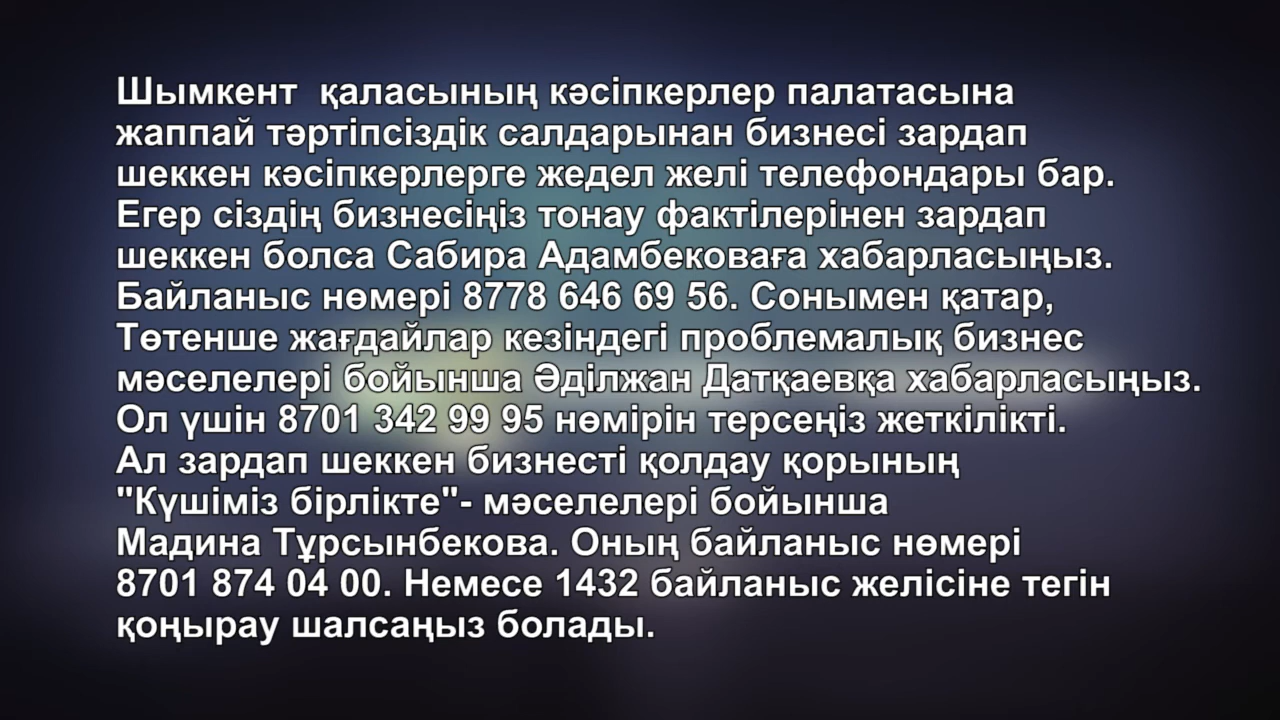 Шымкент  қаласының кәсіпкерлер палатасына
жаппай тәртіпсіздік салдарынан бизнесі зардап
шеккен кәсіпкерлерге жедел желі телефондары бар.
Егер сіздің бизнесіңіз тонау фактілерінен зардап
шеккен болса Сабира Адамбековаға хабарласыңыз.
Байланыс нөмері 8778 646 69 56. Сонымен қатар,
Төтенше жағдайлар кезіндегі проблемалық бизнес
мәселелері бойынша Әділжан Датқаевқа хабарласыңыз.
Ол үшін 8701 342 99 95 нөмірін терсеңіз жеткілікті.
Ал зардап шеккен бизнесті қолдау қорының
"Күшіміз бірлікте"- мәселелері бойынша
Мадина Тұрсынбекова. Оның байланыс нөмері
8701 874 04 00. Немесе 1432 байланыс желісіне тегін
қоңырау шалсаңыз болады.